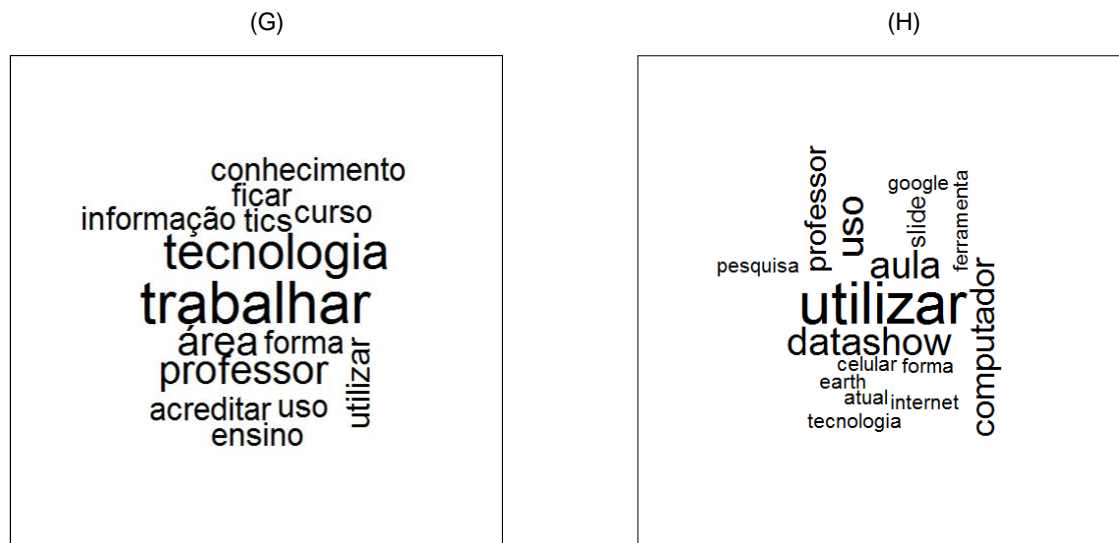 (G)
conhecimento
ficar
informação tics curso
tecnologia
trabalhar
área forma
professor
utilizar
acreditar uso
ensino
(H)
professor
uso
google
slide
ferramenta
pesquisa
aula
utilizar
computador
datashow
celular forma
earth
atual internet
tecnologia